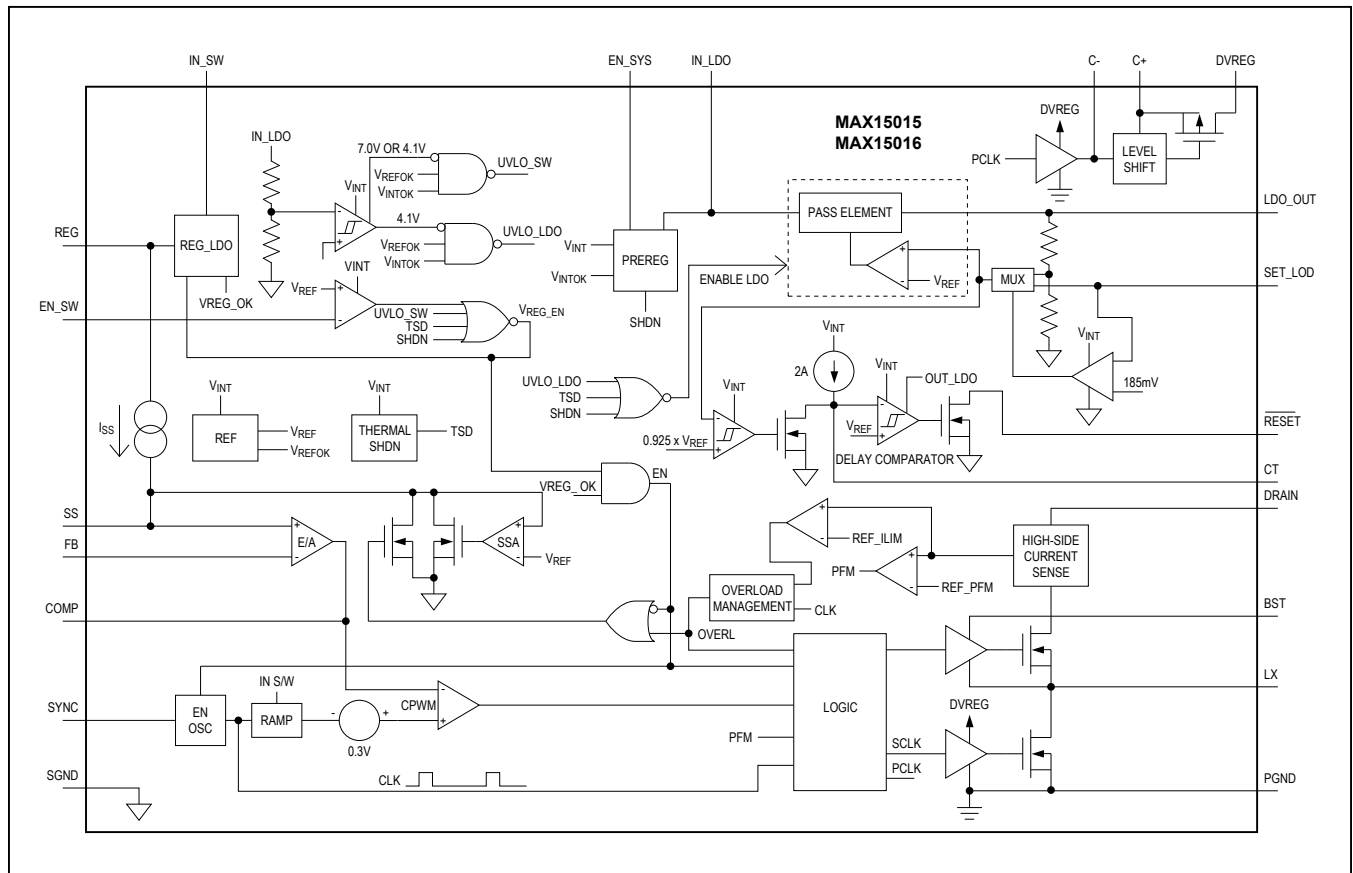 IN_SW
EN_SYS
IN_LDO
C-
C+
DVREG
MAX15015
MAX15016
IN_LDO
7.0V OR 4.1V
UVLO_SW
VREFOK
VINTOK
VINT
DVREG
PCLK
LEVEL
SHIFT
LDO_OUT
REG
REG_LDO
4.1V
UVLO_LDO
VREFOK
VINTOK
VINT
VINTOK
PREREG
SHDN
ENABLE LDO
PASS ELEMENT
VREF
MUX
SET_LOD
VREG_OK
VINT
EN_SW
VREF
UVLO_SW
TSD
SHDN
VREG_EN
VINT
2A
VINT
OUT_LDO
VINT
185mV
UVLO_LDO
TSD
SHDN
VINT
0.925 x VREF
VREF
DELAY COMPARATOR
RESET
ISS
VINT
REF
VREF
VREFOK
VINT
THERMAL
SHDN
TSD
CT
VREG_OK
EN
DRAIN
SS
FB
E/A
SSA
VREF
REF_ILIM
PFM
REF_PFM
HIGH-SIDE
CURRENT
SENSE
OVERLOAD
MANAGEMENT
CLK
COMP
OVERL
BST
LX
SYNC
EN
OSC
IN S/W
RAMP
-
+
0.3V
CPWM
LOGIC
PFM
SCLK
PCLK
DVREG
CLK
SGND
PGND